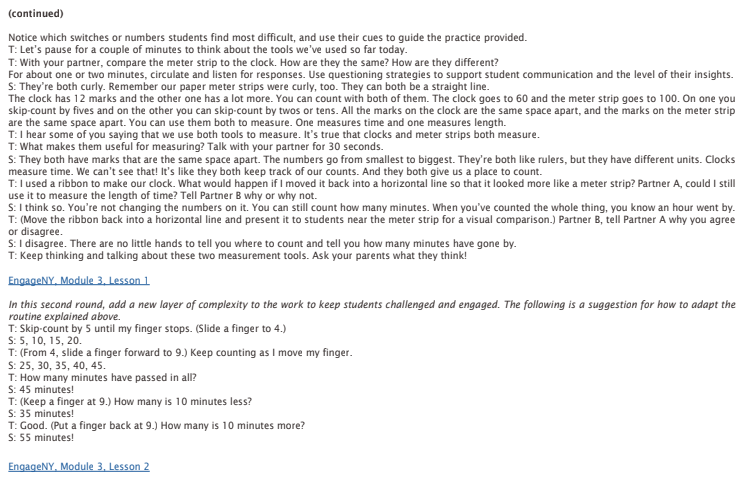 (continued)
Notice which switches or numbers students find most difficult, and use their cues to guide the practice provided.
T: Let's pause for a couple of minutes to think about the tools we've used so far today.
T: With your partner, compare the meter strip to the clock. How are they the same? How are they different?
For about one or two minutes, circulate and listen for responses. Use questioning strategies to support student communication and the level of their insights.
S: They're both curly. Remember our paper meter strips were curly, too. They can both be a straight line.
The clock has 12 marks and the other one has a lot more. You can count with both of them. The clock goes to 60 and the meter strip goes to 100. On one you
skip-count by fives and on the other you can skip-count by twos or tens. All the marks on the clock are the same space apart, and the marks on the meter strip
are the same space apart. You can use them both to measure. One measures time and one measures length.
T: I hear some of you saying that we use both tools to measure. It's true that clocks and meter strips both measure.
T: What makes them useful for measuring? Talk with your partner for 30 seconds.
S: They both have marks that are the same space apart. The numbers go from smallest to biggest. They're both like rulers, but they have different units. Clocks
measure time. We can't see that! It's like they both keep track of our counts. And they both give us a place to count.
T: I used a ribbon to make our clock. What would happen if I moved it back into a horizontal line so that it looked more like a meter strip? Partner A, could I still
use it to measure the length of time? Tell Partner B why or why not.
S: I think so. You're not changing the numbers on it. You can still count how many minutes. When you've counted the whole thing, you know an hour went by.
T: (Move the ribbon back into a horizontal line and present it to students near the meter strip for a visual comparison.) Partner B, tell Partner A why you agree
or disagree.
S: I disagree. There are no little hands to tell you where to count and tell you how many minutes have gone by.
T: Keep thinking and talking about these two measurement tools. Ask your parents what they think!
EngageNY, Module 3, Lesson 1
In this second round, add a new layer of complexity to the work to keep students challenged and engaged. The following is a suggestion for how to adapt the
routine explained above.
T: Skip-count by 5 until my finger stops. (Slide a finger to 4.)
S: 5, 10, 15, 20.
T: (From 4, slide a finger forward to 9.) Keep counting as I move my finger.
S: 25, 30, 35, 40, 45.
T: How many minutes have passed in all?
S: 45 minutes!
T: (Keep a finger at 9.) How many is 10 minutes less?
S: 35 minutes!
T: Good. (Put a finger back at 9.) How many is 10 minutes more?
S: 55 minutes!
EngageNY, Module 3, Lesson 2